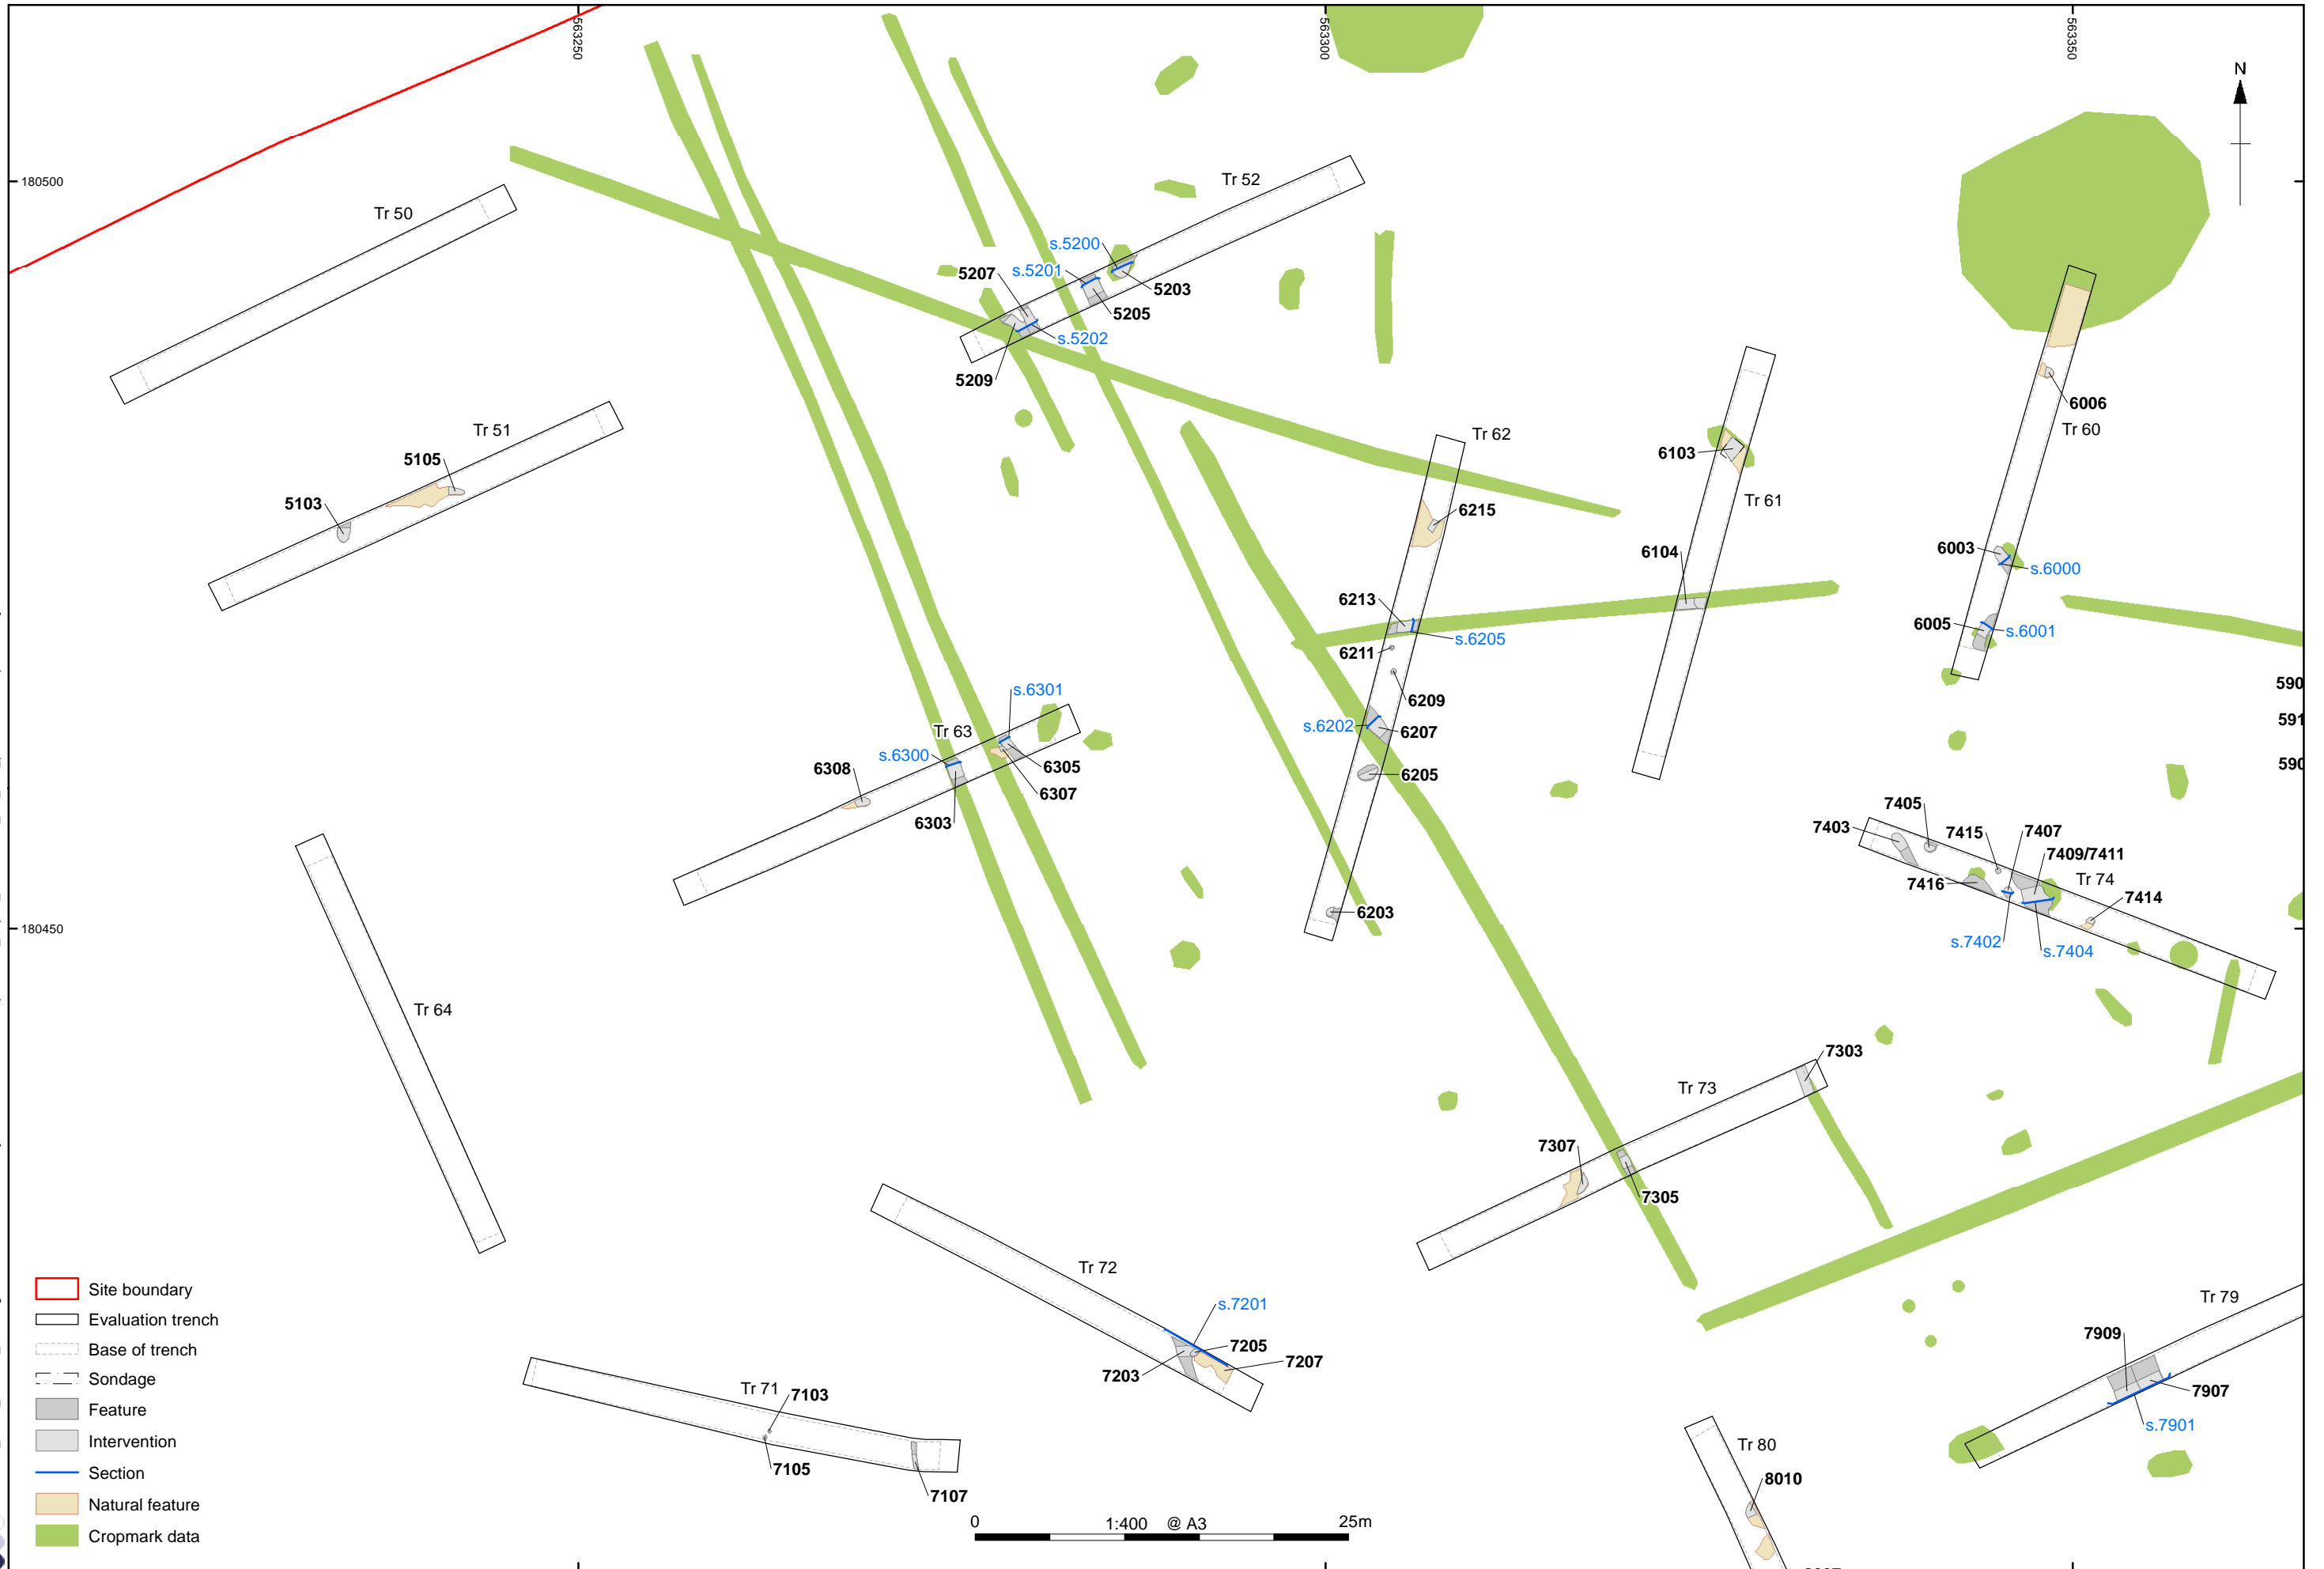 563250
563300
563350
N
180500
Tr 50
Tr 52
s.5200
5207
s.5201
5203
5205
s.5202
5209
6006
Tr 60
Tr 51
5105
5103
Tr 62
6103
Tr 61
6215
6104
6003
s.6000
6213
s.6205
6005
s.6001
6211
6209
590
591
590
s.6301
Tr 63
s.6300
6305
6308
6307
6303
s.6202
6207
6205
6203
7405
7403
7415
7407
7409/7411
7416
Tr 74
7414
s.7402
s.7404
180450
Tr 64
7303
Tr 73
7307
7305
Tr 72
s.7201
7205
7207
7203
Tr 79
7909
7907
s.7901
Tr 71
7103
7105
7107
Tr 80
8010
Site boundary
Evaluation trench
Base of trench
Sondage
Feature
Intervention
Section
Natural feature
Cropmark data
0
1:400 @ A3
25m